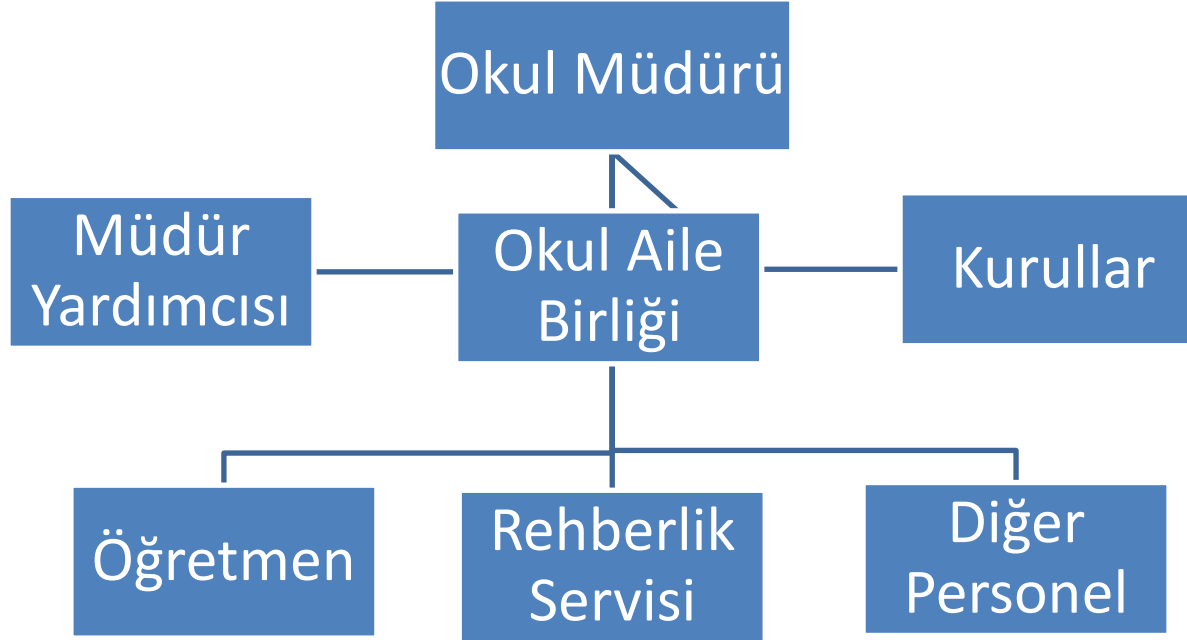 Okul Müdürü
Müdür
Yardımcısı
Okul Aile
Birliği
Kurullar
Öğretmen
Rehberlik
Servisi
Diğer
Personel